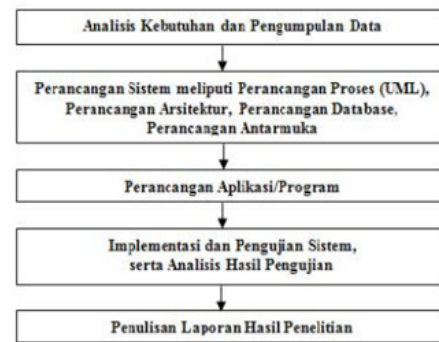 Analisis Kebutuhan dan Pengumpulan Data
Perancangan Sistem meliputi Perancangan Proses (UML),
Perancangan Arsitektur, Perancangan Database,
Perancangan Antarmuka
Perancangan Aplikasi/Program
Implementasi dan Pengujian Sistem,
serta Analisis Hasil Pengujian
Penulisan Laporan Hasil Penelitian